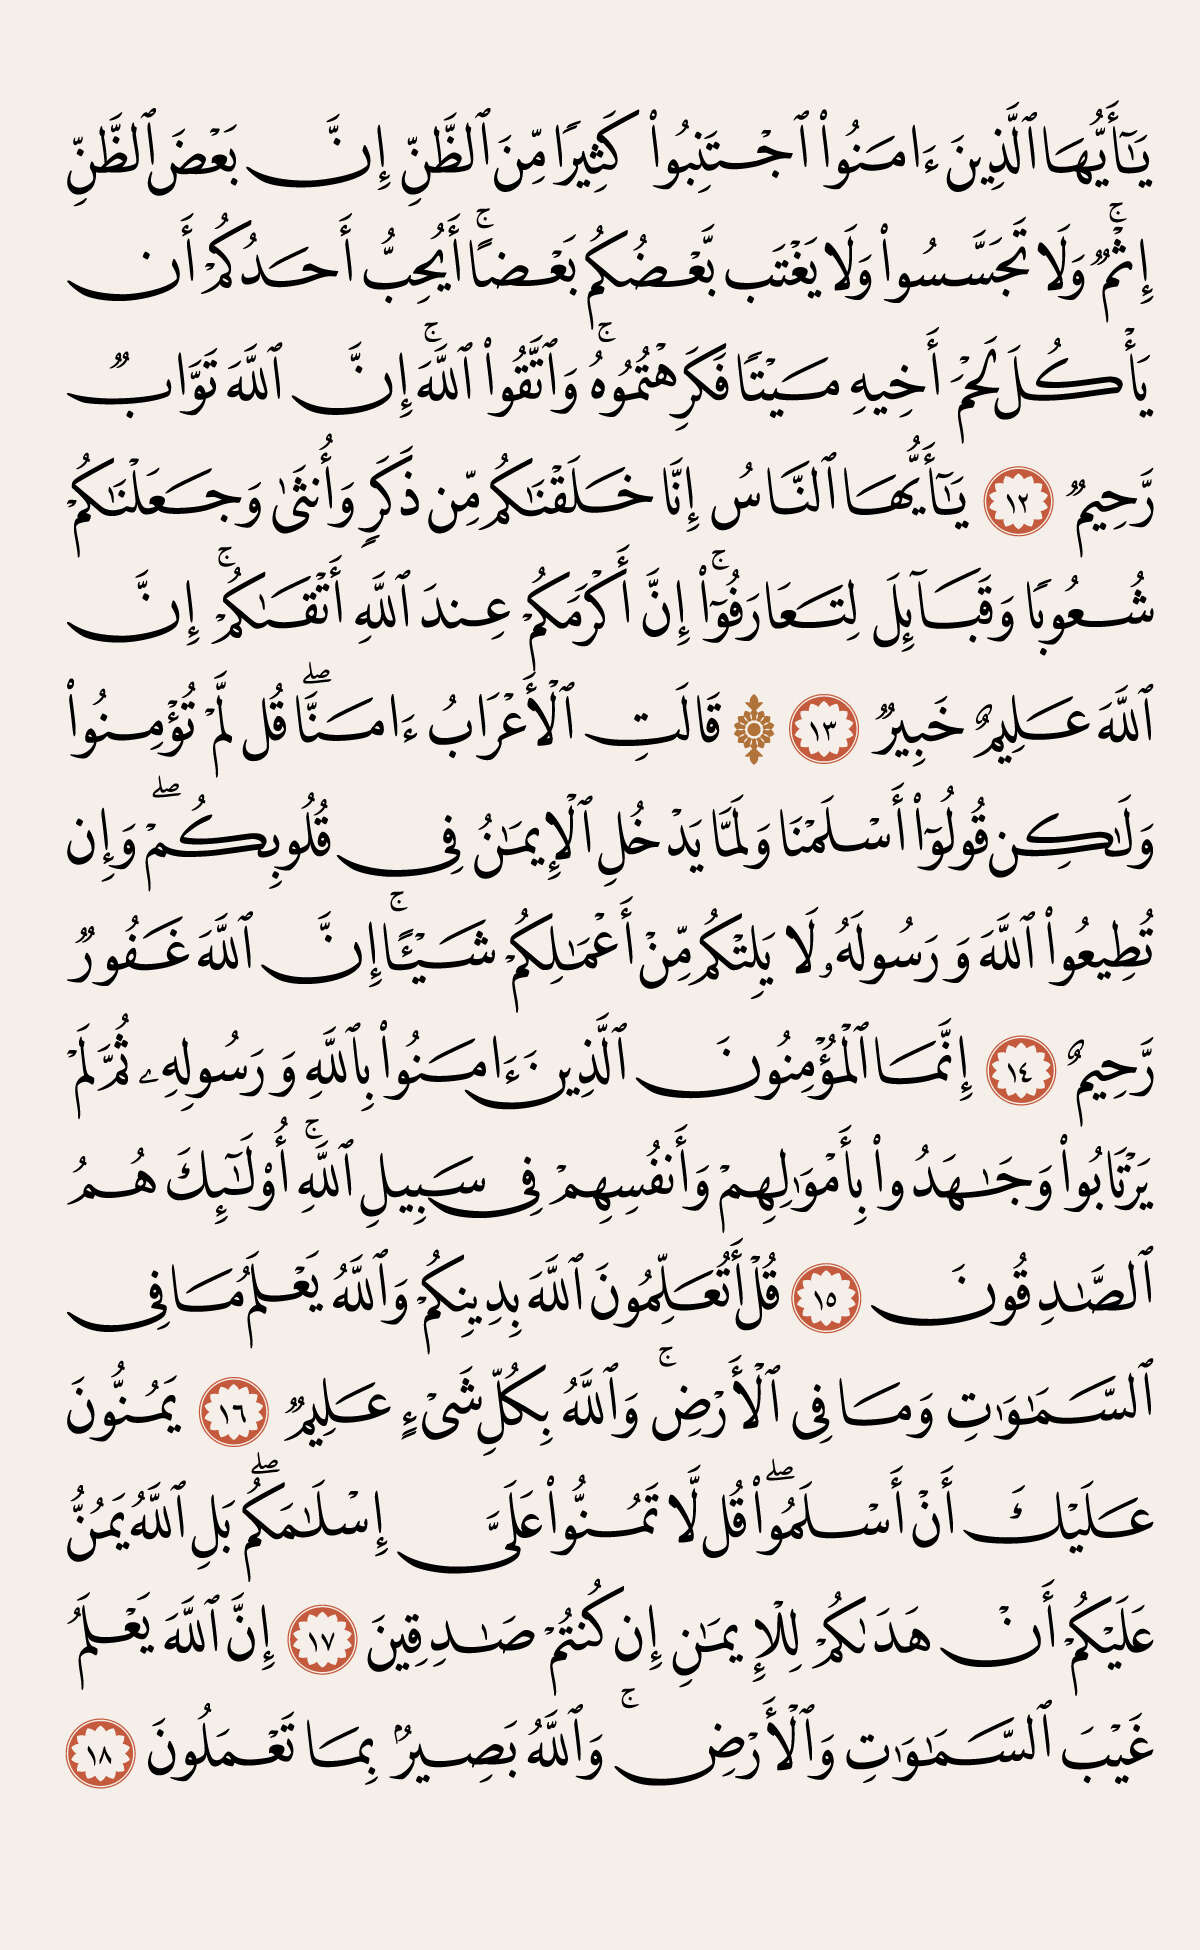 يَـٰٓأَيُّهَا ٱلَّذِينَ ءَامَنُوا۟ ٱجْتَنِبُوا۟ كَثِيرًا مِّنَ ٱلظَّنِّ إِنَّ بَعْضَ ٱلظَّنِّ
إِثْمٌ ۖ وَلَا تَجَسَّسُوا۟ وَلَا يَغْتَب بَّعْضُكُم بَعْضًا ۚ أَيُحِبُّ أَحَدُكُمْ أَن
يَأْكُلَ لَحْمَ أَخِيهِ مَيْتًا فَكَرِهْتُمُوهُ ۚ وَٱتَّقُوا۟ ٱللَّهَ ۚ إِنَّ ٱللَّهَ تَوَّابٌ
رَّحِيمٌ ١٢ يَـٰٓأَيُّهَا ٱلنَّاسُ إِنَّا خَلَقْنَـٰكُم مِّن ذَكَرٍ وَأُنثَىٰ وَجَعَلْنَـٰكُمْ
شُعُوبًا وَقَبَآئِلَ لِتَعَارَفُوٓا۟ ۚ إِنَّ أَكْرَمَكُمْ عِندَ ٱللَّهِ أَتْقَىٰكُمْ ۚ إِنَّ
ٱللَّهَ عَلِيمٌ خَبِيرٌ ١٣ ۞ قَالَتِ ٱلْأَعْرَابُ ءَامَنَّا ۖ قُل لَّمْ تُؤْمِنُوا۟
وَلَـٰكِن قُولُوٓا۟ أَسْلَمْنَا وَلَمَّا يَدْخُلِ ٱلْإِيمَـٰنُ فِى قُلُوبِكُمْ ۖ وَإِن
تُطِيعُوا۟ ٱللَّهَ وَرَسُولَهُۥ لَا يَلِتْكُم مِّنْ أَعْمَـٰلِكُمْ شَيْـًٔا ۚ إِنَّ ٱللَّهَ غَفُورٌ
رَّحِيمٌ ١٤ إِنَّمَا ٱلْمُؤْمِنُونَ ٱلَّذِينَ ءَامَنُوا۟ بِٱللَّهِ وَرَسُولِهِۦ ثُمَّ لَمْ
يَرْتَابُوا۟ وَجَـٰهَدُوا۟ بِأَمْوَٰلِهِمْ وَأَنفُسِهِمْ فِى سَبِيلِ ٱللَّهِ ۚ أُو۟لَـٰٓئِكَ هُمُ
ٱلصَّـٰدِقُونَ ١٥ قُلْ أَتُعَلِّمُونَ ٱللَّهَ بِدِينِكُمْ وَٱللَّهُ يَعْلَمُ مَا فِى
ٱلسَّمَـٰوَٰتِ وَمَا فِى ٱلْأَرْضِ ۚ وَٱللَّهُ بِكُلِّ شَىْءٍ عَلِيمٌ ١٦ يَمُنُّونَ
عَلَيْكَ أَنْ أَسْلَمُوا۟ ۖ قُل لَّا تَمُنُّوا۟ عَلَىَّ إِسْلَـٰمَكُم ۖ بَلِ ٱللَّهُ يَمُنُّ
عَلَيْكُمْ أَنْ هَدَىٰكُمْ لِلْإِيمَـٰنِ إِن كُنتُمْ صَـٰدِقِينَ ١٧ إِنَّ ٱللَّهَ يَعْلَمُ
غَيْبَ ٱلسَّمَـٰوَٰتِ وَٱلْأَرْضِ ۚ وَٱللَّهُ بَصِيرٌۢ بِمَا تَعْمَلُونَ ١٨